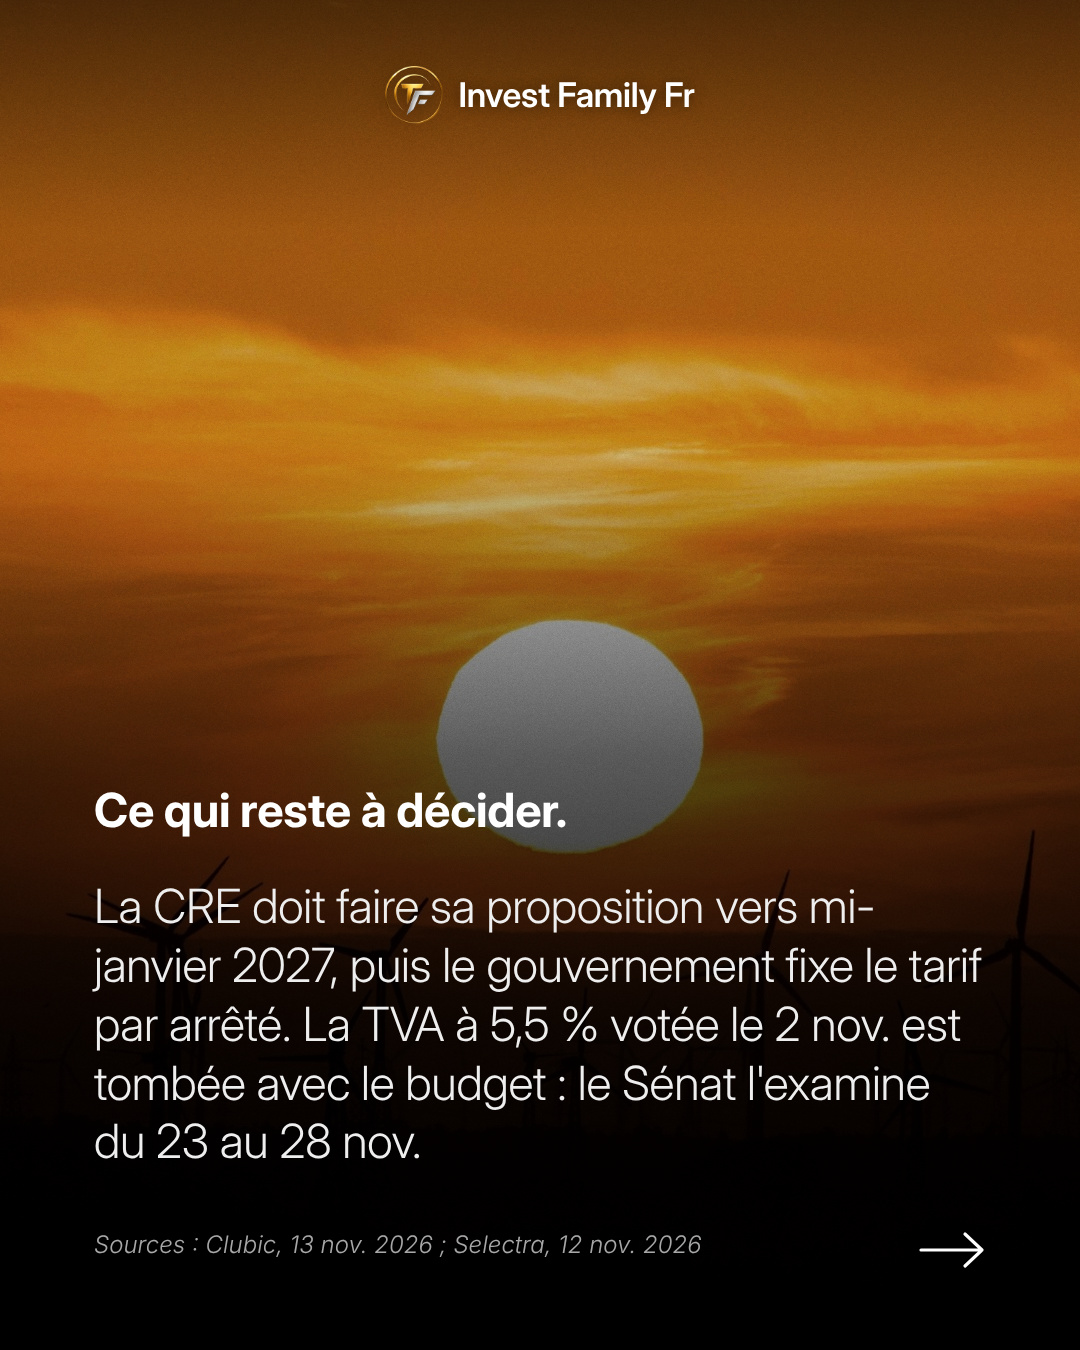 TF Invest Family Fr
Ce qui reste à décider.
La CRE doit faire sa proposition vers mi-
janvier 2027, puis le gouvernement fixe le tarif
par arrêté. La TVA à 5,5 % votée le 2 nov. est
tombée avec le budget : le Sénat l'examine
du 23 au 28 nov.
Sources : Clubic, 13 nov. 2026 ; Selectra, 12 nov. 2026